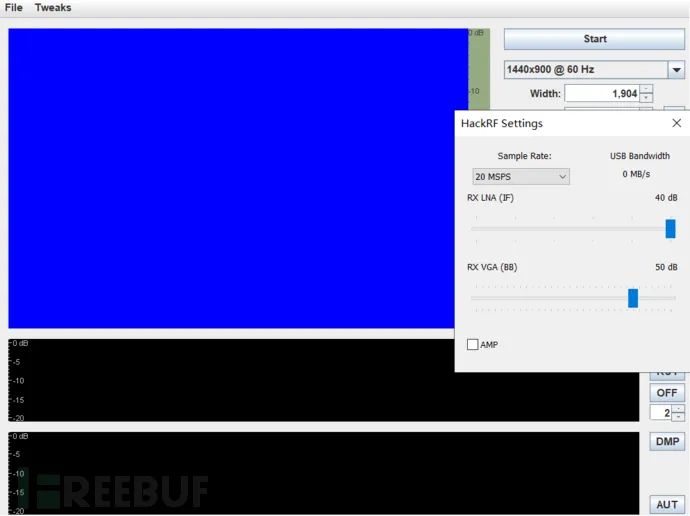 File Tweaks
0 dB
-10
Start
1440x900 @ 60 Hz
Width: 1,904
HackRF Settings
Sample Rate: USB Bandwidth
20 MSPS 0 MB/s
RX LNA (IF) 40 dB
RX VGA (BB) 50 dB
AMP
0 dB
-5
-10
-15
-20
OFF
2
0 dB
-5
-10
-15
-20
DMP
AUT
REEBUF